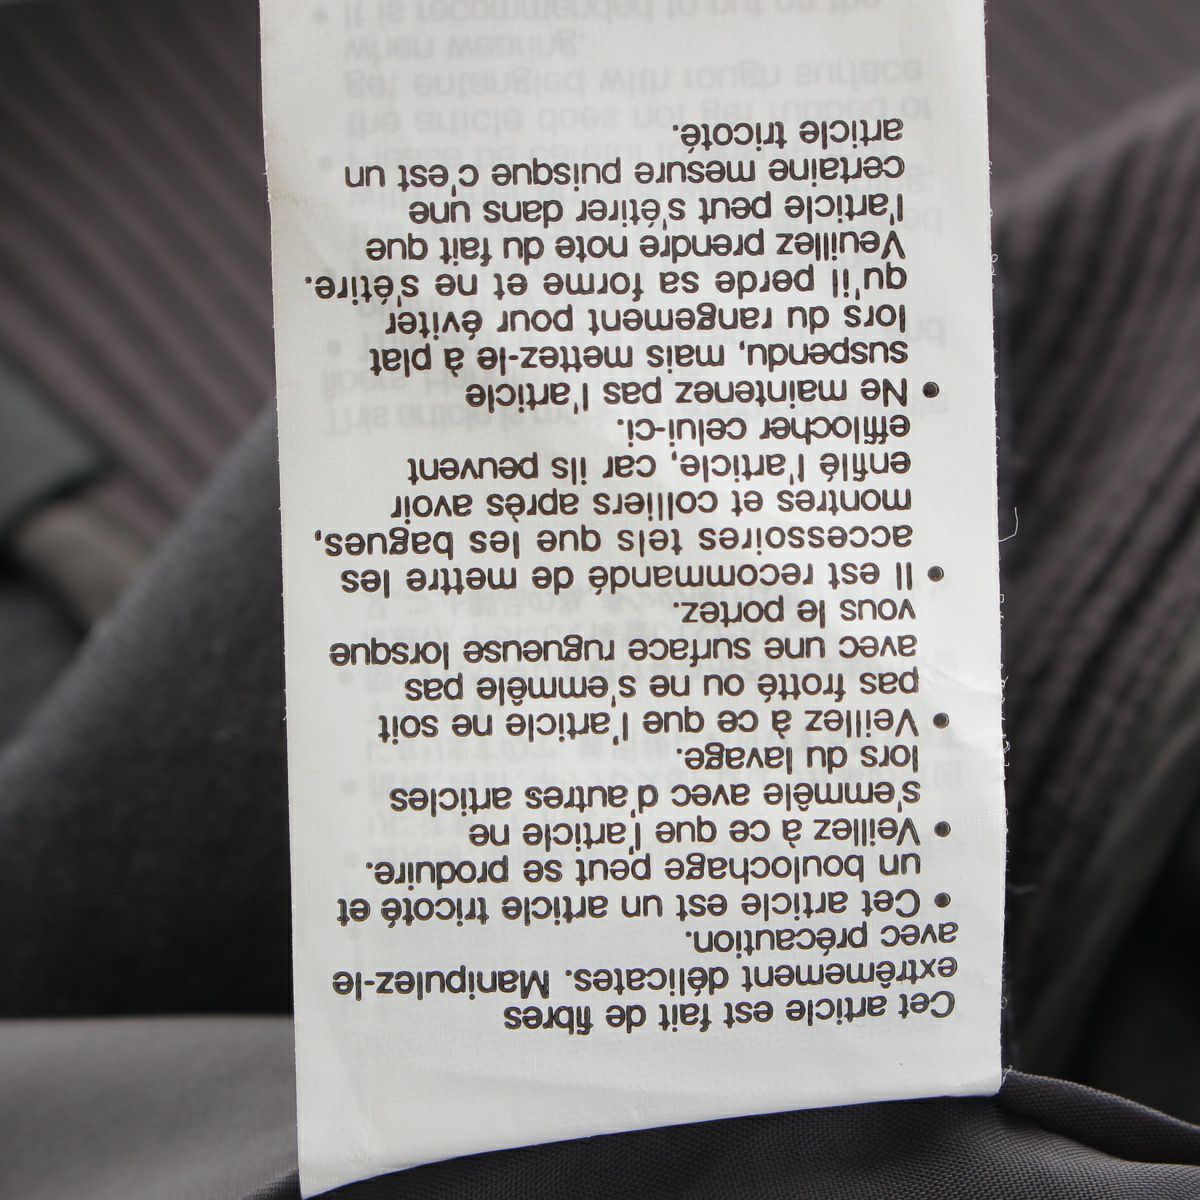 Cet article est fait de fibres
extrêmement délicates. Manipulez-le
avec précaution.
• Cet article est un article tricoté et
un boulochage peut se produire.
• Veillez à ce que l'article ne
s'emmêle avec d'autres articles
lors du lavage.
• Veillez à ce que l'article ne soit
pas frotté ou ne s'emmêle pas
avec une surface rugueuse lorsque
vous le portez.
• Il est recommandé de mettre les
accessoires tels que les bagues,
montres et colliers après avoir
enfilé l'article, car ils peuvent
effilocher celui-ci.
• Ne maintenez pas l'article
suspendu, mais mettez-le à plat
lors du rangement pour éviter
qu'il perde sa forme et ne s'étire.
Veuillez prendre note du fait que
l'article peut s'étirer dans une
certaine mesure puisque c'est un
article tricoté.